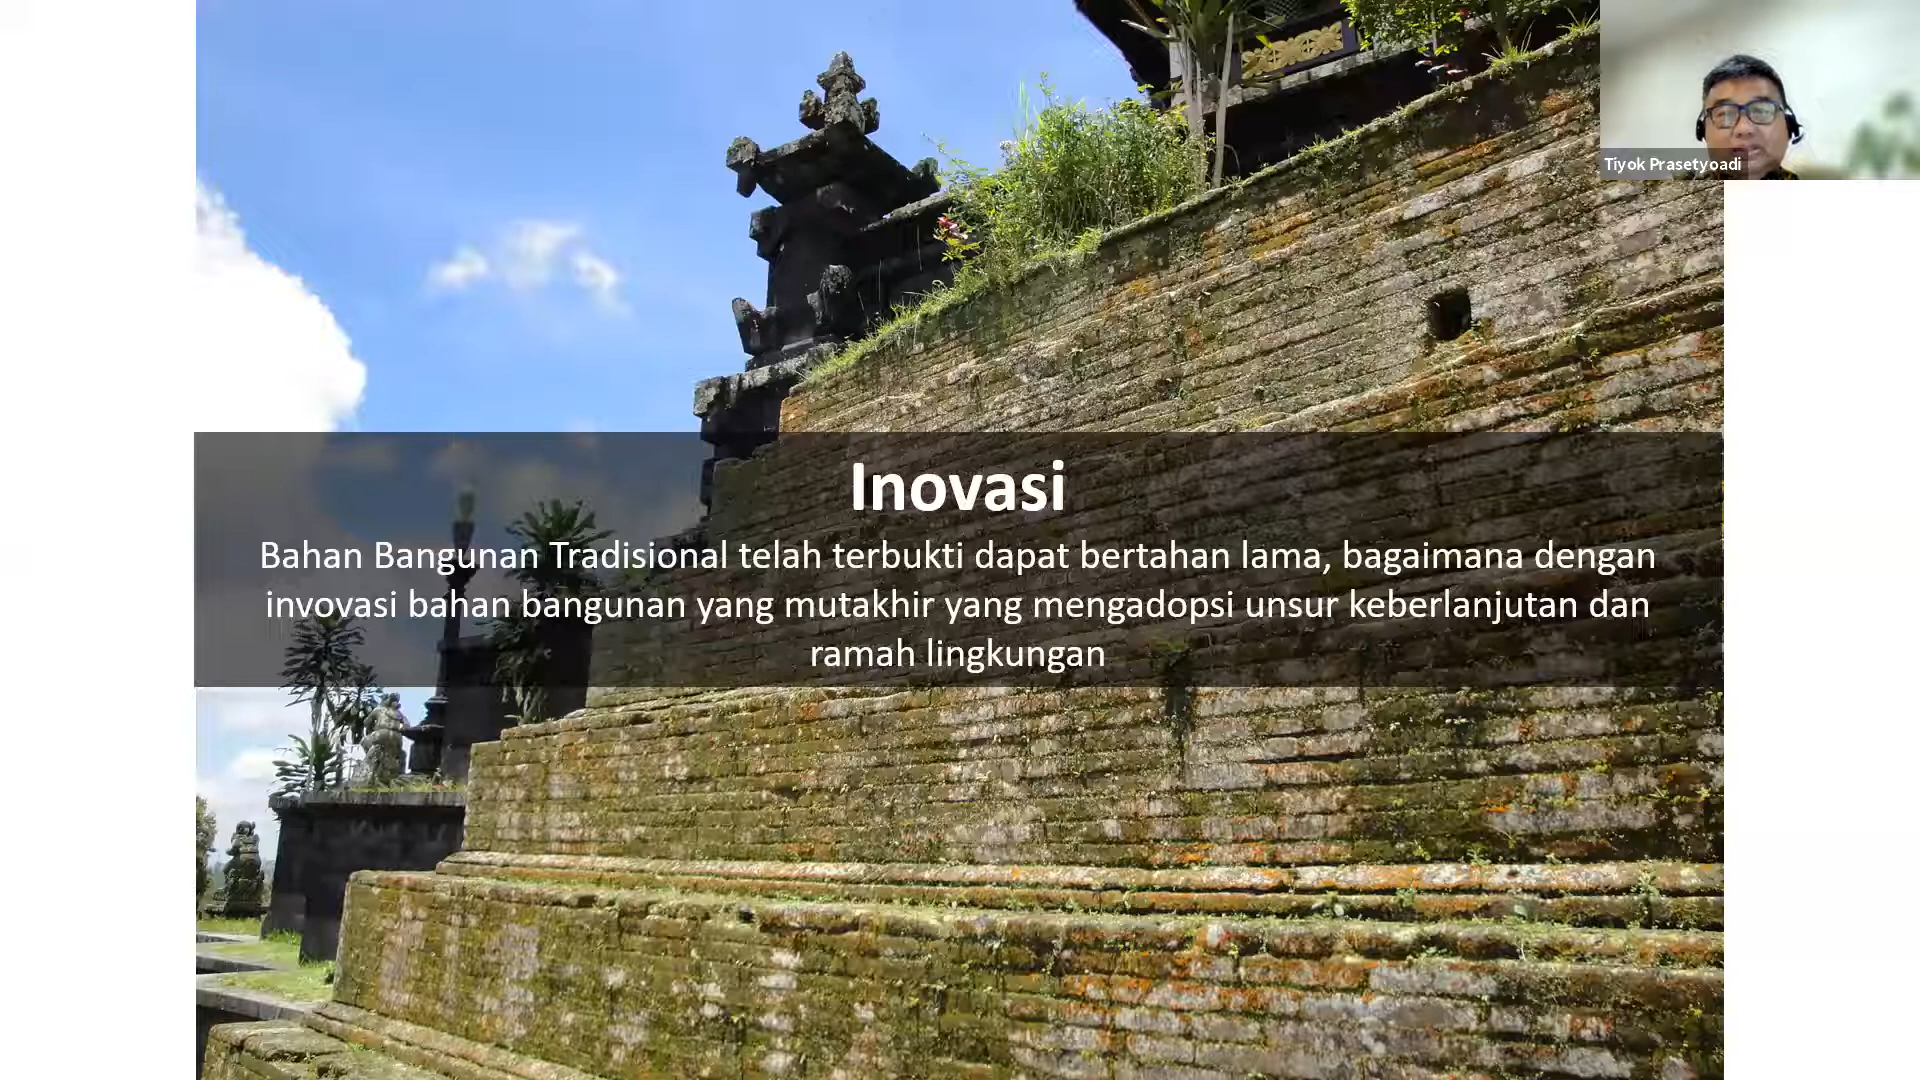 Tiyok Prasetyoadi
Inovasi
Bahan Bangunan Tradisional telah terbukti dapat bertahan lama, bagaimana dengan
invovasi bahan bangunan yang mutakhir yang mengadopsi unsur keberlanjutan dan
ramah lingkungan